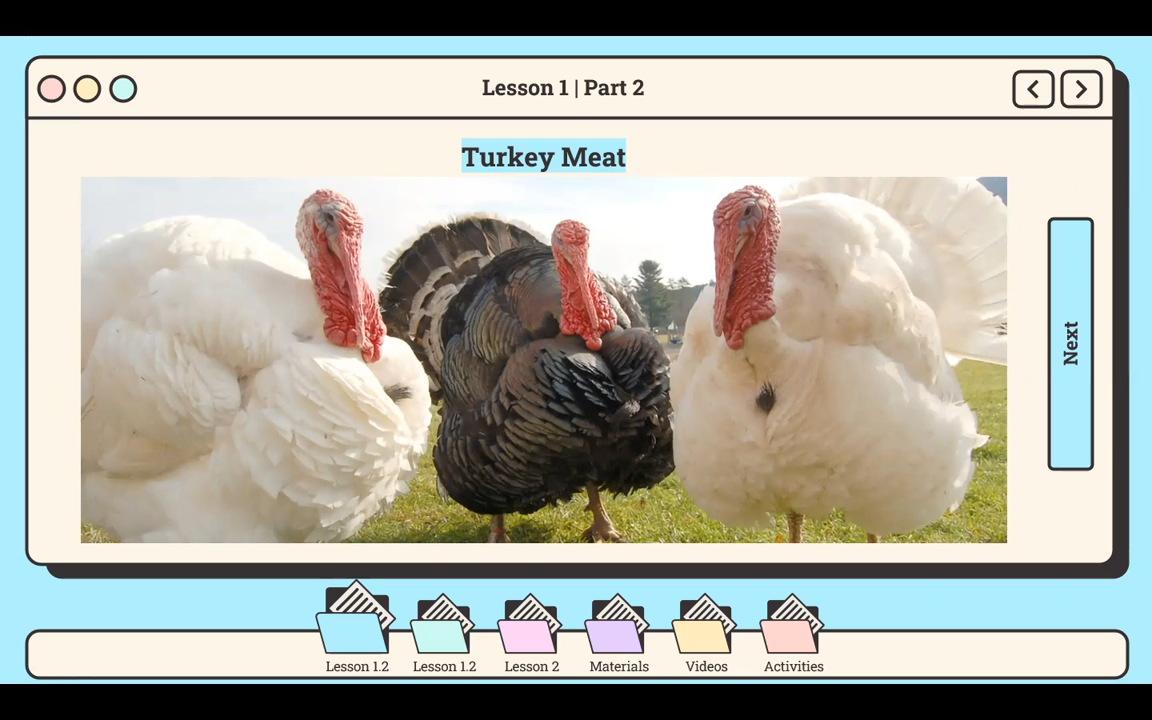 Lesson 1 | Part 2
Turkey Meat
Next
Lesson 1.2
Lesson 1.2
Lesson 2
Materials
Videos
Activities